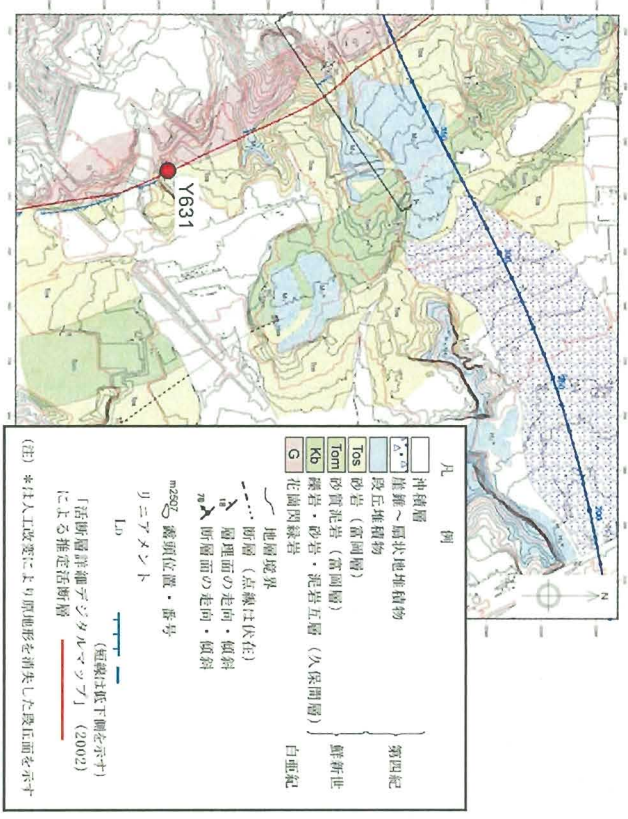 Y631
N
凡 例
沖積層
崖錐〜扇状地堆積物
段丘堆積物
第四紀
Tos 砂岩（富岡層）
Tom 砂質泥岩（富岡層）
鮮新世
Kb 礫岩・砂岩・泥岩互層（久保間層）
G 花崗閃緑岩
白亜紀
地層境界
断層（点線は伏在）
18 層理面の走向・傾斜
70 断層面の走向・傾斜
m2507 露頭位置・番号
リニアメント
LD
（短線は低下側を示す）
「活断層詳細デジタルマップ」（2002）
による推定活断層
（注）＊は人工改変により原地形を消失した段丘面を示す